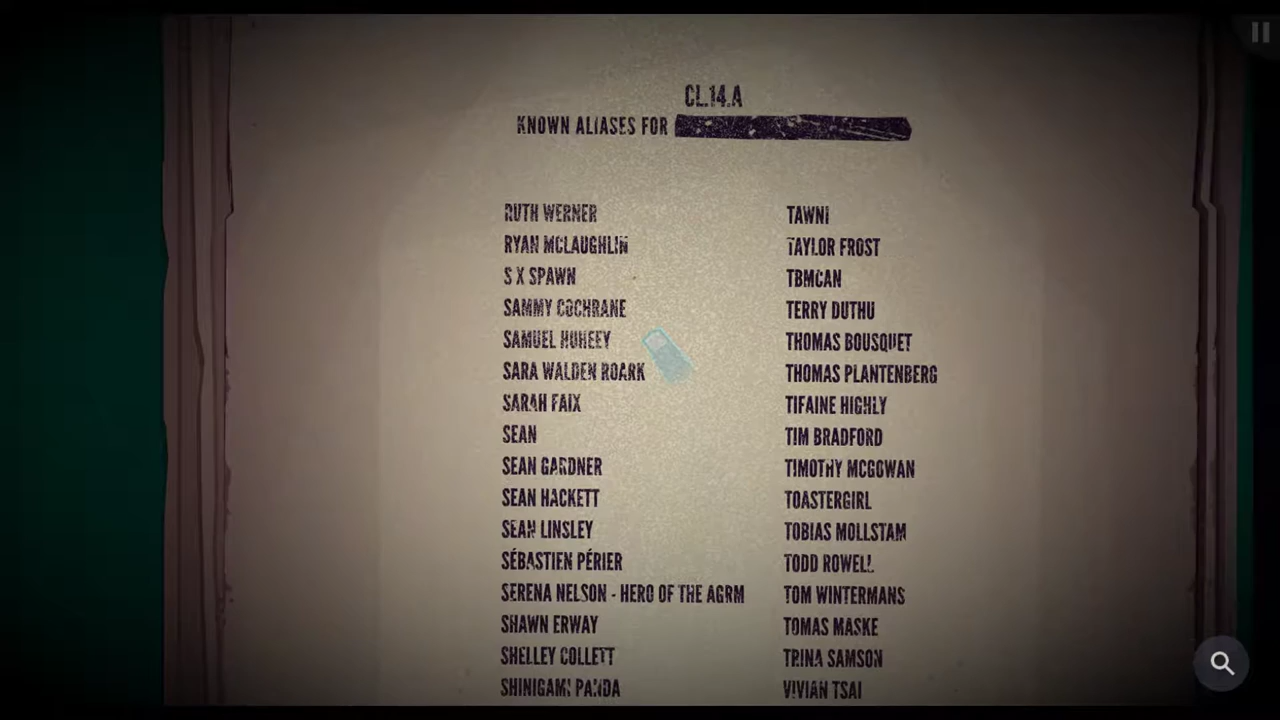 CL.14.A
KNOWN ALIASES FOR
RUTH WERNER
RYAN MCLAUGHLIN
S X SPAWN
SAMMY COCHRANE
SAMUEL HUHEEY
SARA WALDEN ROARK
SARAH FAIX
SEAN
SEAN GARDNER
SEAN HACKETT
SEAN LINSLEY
SÉBASTIEN PÉRIER
SERENA NELSON - HERO OF THE AGRM
SHAWN ERWAY
SHELLEY COLLETT
SHINIGAMI PANDA
TAWNI
TAYLOR FROST
TBMCAN
TERRY DUTHU
THOMAS BOUSQUET
THOMAS PLANTENBERG
TIFAINE HIGHLY
TIM BRADFORD
TIMOTHY MCGOWAN
TOASTERGIRL
TOBIAS MOLLSTAM
TODD ROWELL
TOM WINTERMANS
TOMAS MASKE
TRINA SAMSON
VIVIAN TSAI